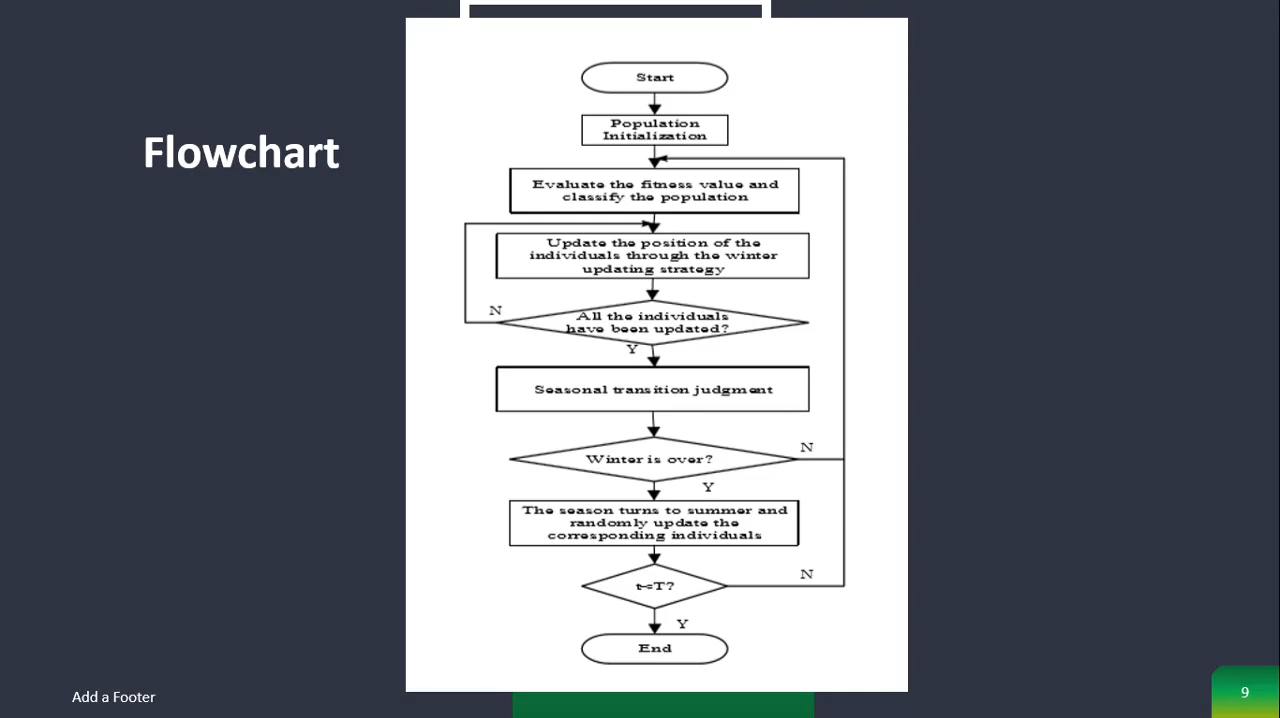 Flowchart
Start
Population
Initialization
Evaluate the fitness value and
classify the population
Update the position of the
individuals through the winter
updating strategy
N
All the individuals
have been updated?
Y
Seasonal transition judgment
N
Winter is over?
Y
The season turns to summer and
randomly update the
corresponding individuals
N
t=T?
Y
End
Add a Footer
9